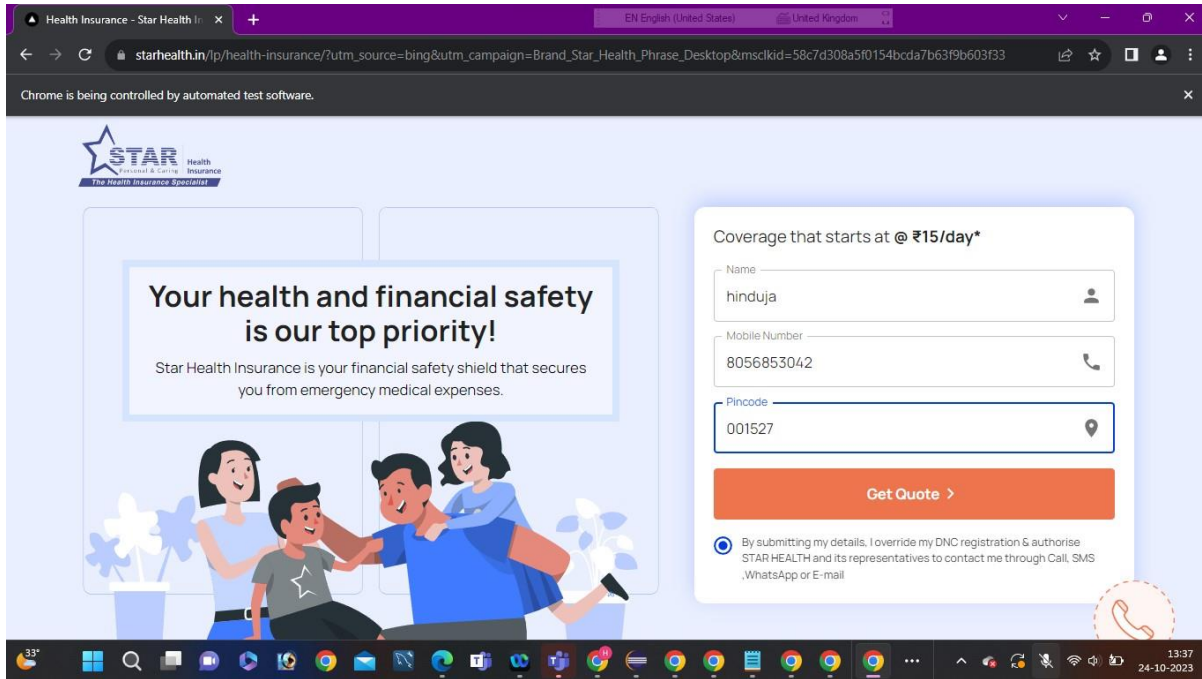 Health Insurance - Star Health In
EN English (United States) United Kingdom
starhealth.in/lp/health-insurance/?utm_source=bing&utm_campaign=Brand_Star_Health_Phrase_Desktop&msclkid=58c7d308a5f0154bcda7b63f9b603f33
Chrome is being controlled by automated test software.
STAR Health
Personal & Caring Insurance
The Health Insurance Specialist
Your health and financial safety
is our top priority!
Star Health Insurance is your financial safety shield that secures
you from emergency medical expenses.
Coverage that starts at @ ₹15/day*
Name
hinduja
Mobile Number
8056853042
Pincode
001527
Get Quote >
By submitting my details, I override my DNC registration & authorise
STAR HEALTH and its representatives to contact me through Call, SMS
,WhatsApp or E-mail
33°
13:37
24-10-2023